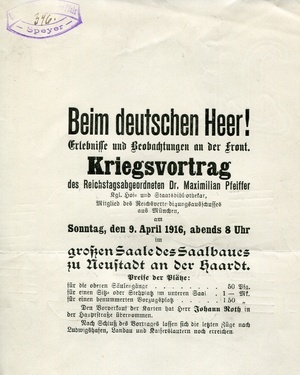 346.
Speyer
Beim deutschen Heer!
Erlebnisse und Beobachtungen an der Front.
Kriegsvortrag
des Reichstagsabgeordneten Dr. Maximilian Pfeiffer
Kgl. Hof- und Staatsbibliothekar,
Mitglied des Reichsverteidigungsausschusses
aus München,
am
Sonntag, den 9. April 1916, abends 8 Uhr
im
großen Saale des Saalbaues
zu Neustadt an der Haardt.
Preise der Plätze:
für die oberen Säulengänge . . . . 50 Pfg.
für einen Sitz- oder Stehplatz im unteren Saal . 1 — Mk.
für einen benummerten Vorzugsplatz . . . 1 50 „
Den Vorverkauf der Karten hat Herr Johann Roth in
der Hauptstraße übernommen.
Nach Schluß des Vortrages lassen sich die letzten Züge nach
Ludwigshafen, Landau und Kaiserslautern noch erreichen